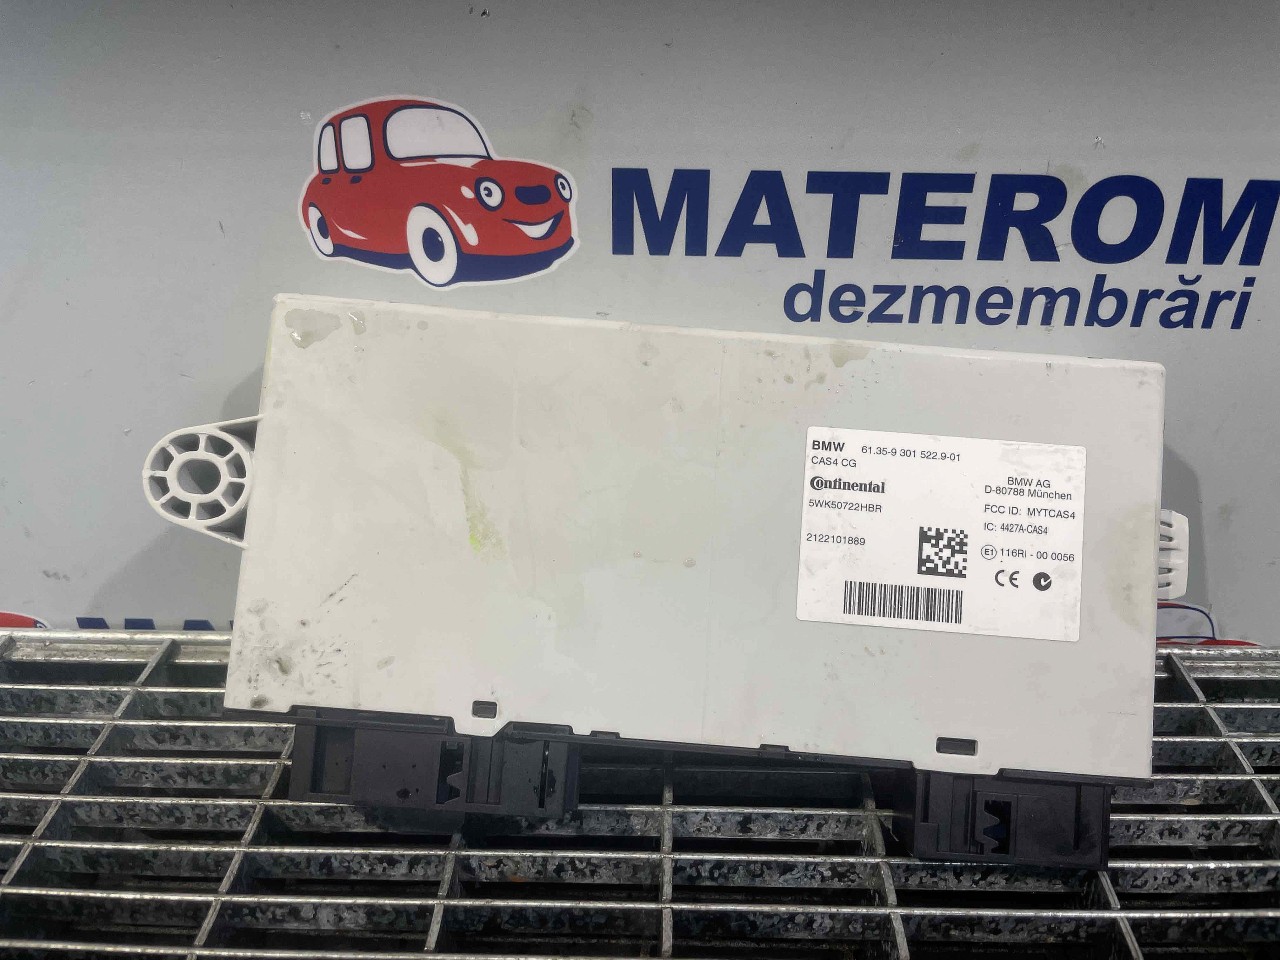 MATEROM
dezmembrări
BMW 61.35-9 301 522.9-01
CAS4 CG
Continental
5WK50722HBR
2122101889
BMW AG
D-80788 München
FCC ID: MYTCAS4
IC: 4427A-CAS4
E1 116RI - 00 0056
CE